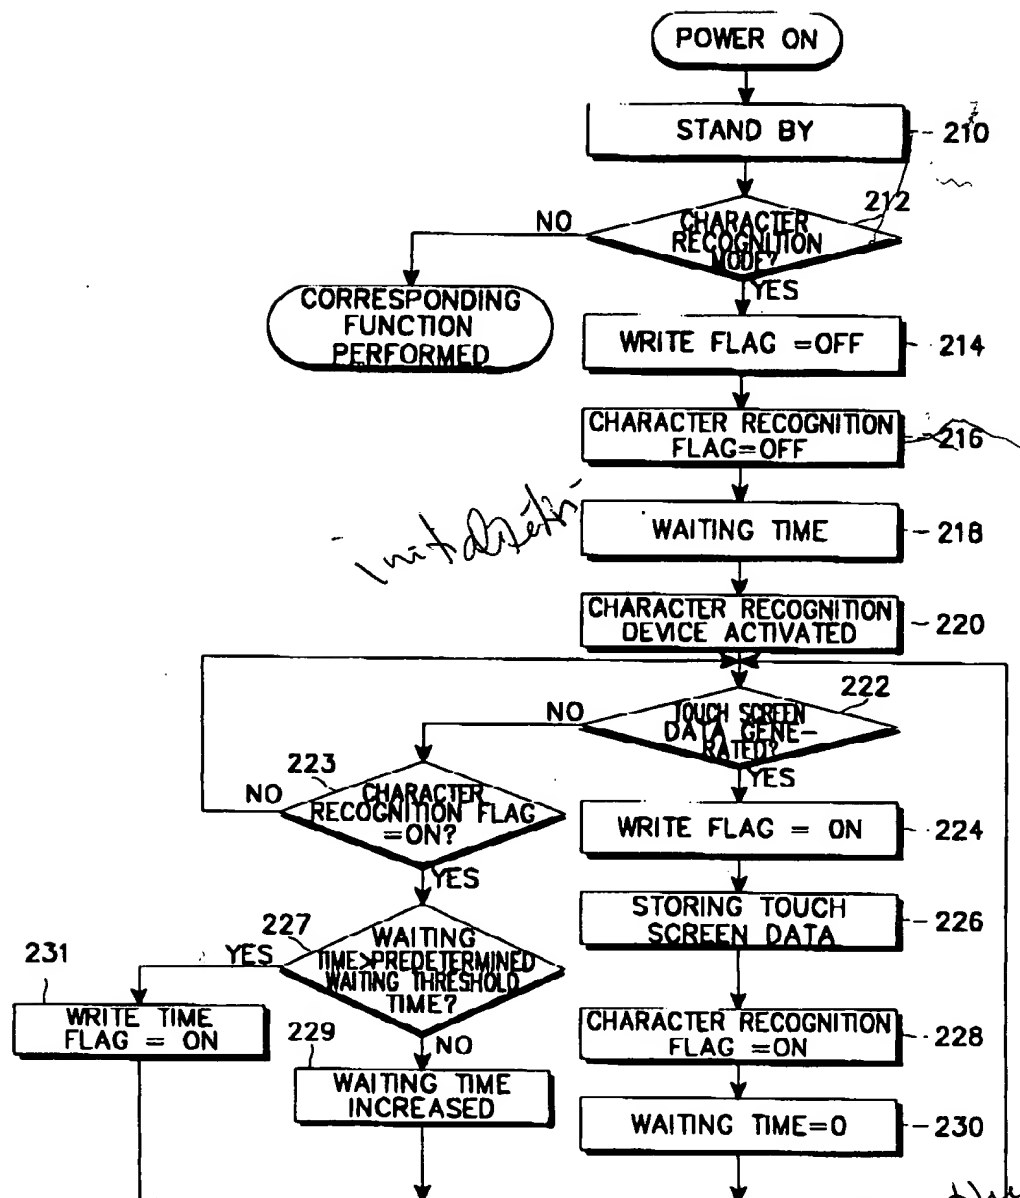 POWER ON
STAND BY
210
212
CHARACTER
RECOGNITION
MODE?
NO
YES
CORRESPONDING
FUNCTION
PERFORMED
WRITE FLAG =OFF
214
CHARACTER RECOGNITION
FLAG=OFF
216
WAITING TIME
218
CHARACTER RECOGNITION
DEVICE ACTIVATED
220
222
TOUCH SCREEN
DATA GENE-
RATED?
NO
YES
223
CHARACTER
RECOGNITION FLAG
=ON?
NO
YES
WRITE FLAG = ON
224
STORING TOUCH
SCREEN DATA
226
227
WAITING
TIME>PREDETERMINED
WAITING THRESHOLD
TIME?
YES
NO
231
WRITE TIME
FLAG = ON
229
WAITING TIME
INCREASED
CHARACTER RECOGNITION
FLAG =ON
228
WAITING TIME=0
230